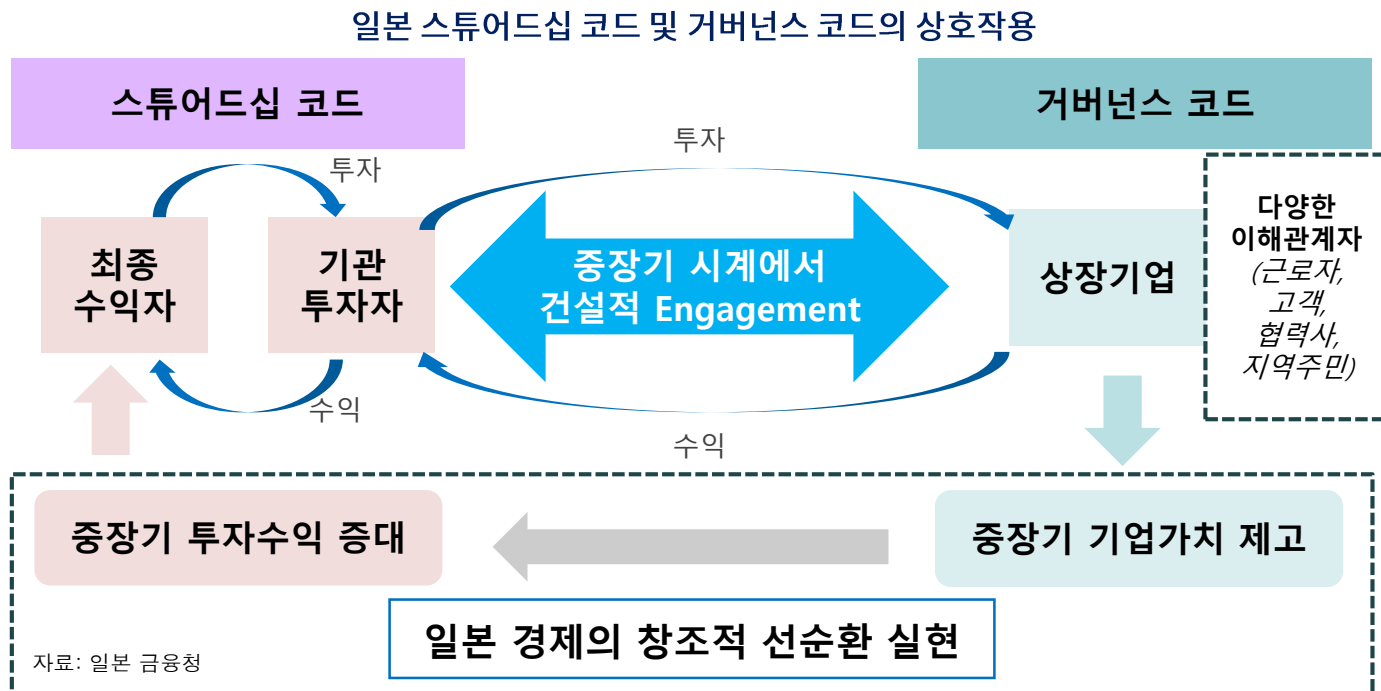 일본 스튜어드십 코드 및 거버넌스 코드의 상호작용
스튜어드십 코드
거버넌스 코드
투자
투자
최종
수익자
기관
투자자
중장기 시계에서
건설적 Engagement
상장기업
다양한
이해관계자
(근로자,
고객,
협력사,
지역주민)
수익
수익
중장기 투자수익 증대
중장기 기업가치 제고
일본 경제의 창조적 선순환 실현
자료: 일본 금융청